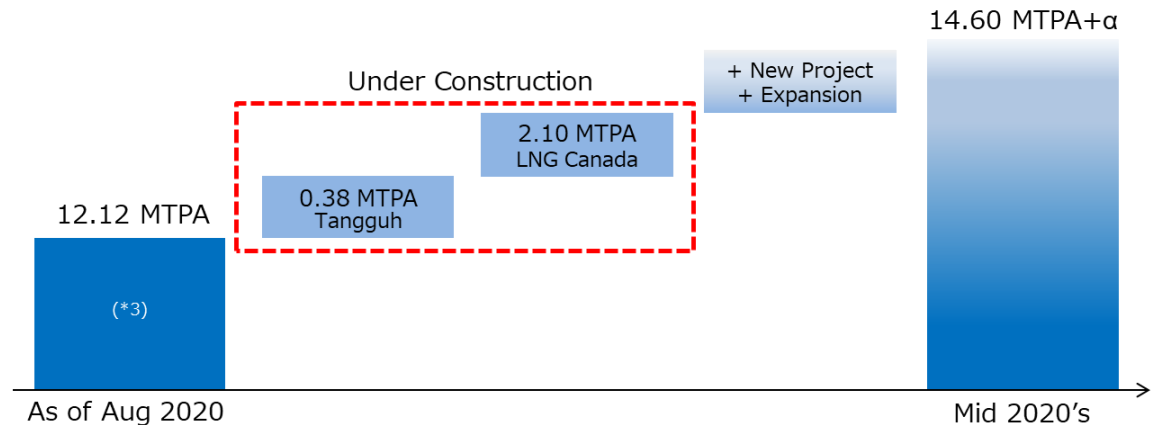 14.60 MTPA+α
+ New Project
+ Expansion
Under Construction
2.10 MTPA
LNG Canada
0.38 MTPA
Tangguh
12.12 MTPA
(*3)
As of Aug 2020
Mid 2020’s